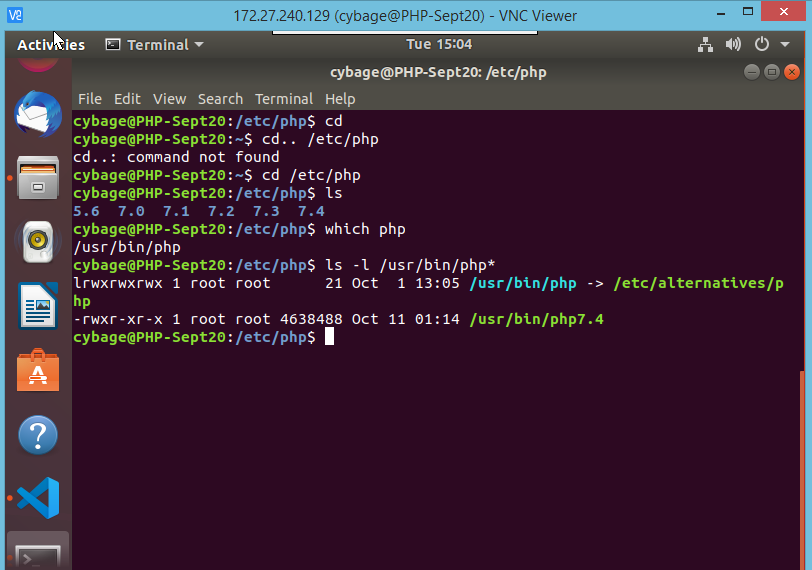 172.27.240.129 (cybage@PHP-Sept20) - VNC Viewer
Activities Terminal Tue 15:04
cybage@PHP-Sept20: /etc/php
File Edit View Search Terminal Help
cybage@PHP-Sept20:/etc/php$ cd
cybage@PHP-Sept20:~$ cd.. /etc/php
cd..: command not found
cybage@PHP-Sept20:~$ cd /etc/php
cybage@PHP-Sept20:/etc/php$ ls
5.6 7.0 7.1 7.2 7.3 7.4
cybage@PHP-Sept20:/etc/php$ which php
/usr/bin/php
cybage@PHP-Sept20:/etc/php$ ls -l /usr/bin/php*
lrwxrwxrwx 1 root root 21 Oct 1 13:05 /usr/bin/php -> /etc/alternatives/p
hp
-rwxr-xr-x 1 root root 4638488 Oct 11 01:14 /usr/bin/php7.4
cybage@PHP-Sept20:/etc/php$